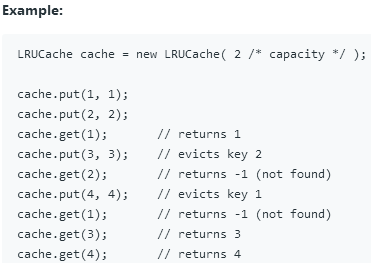 Example:
LRUCache cache = new LRUCache( 2 /* capacity */ );
cache.put(1, 1);
cache.put(2, 2);
cache.get(1);       // returns 1
cache.put(3, 3);    // evicts key 2
cache.get(2);       // returns -1 (not found)
cache.put(4, 4);    // evicts key 1
cache.get(1);       // returns -1 (not found)
cache.get(3);       // returns 3
cache.get(4);       // returns 4